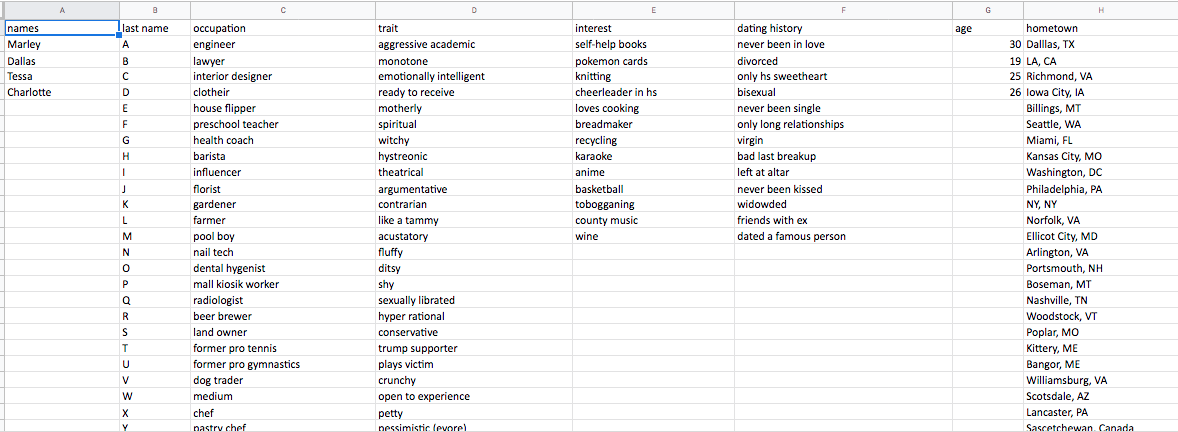 A B C D E F G H
names last name occupation trait interest dating history age hometown
Marley A engineer aggressive academic self-help books never been in love 30 Dalllas, TX
Dallas B lawyer monotone pokemon cards divorced 19 LA, CA
Tessa C interior designer emotionally intelligent knitting only hs sweetheart 25 Richmond, VA
Charlotte D clotheir ready to receive cheerleader in hs bisexual 26 Iowa City, IA
E house flipper motherly loves cooking never been single Billings, MT
F preschool teacher spiritual breadmaker only long relationships Seattle, WA
G health coach witchy recycling virgin Miami, FL
H barista hystreonic karaoke bad last breakup Kansas City, MO
I influencer theatrical anime left at altar Washington, DC
J florist argumentative basketball never been kissed Philadelphia, PA
K gardener contrarian tobogganing widowded NY, NY
L farmer like a tammy county music friends with ex Norfolk, VA
M pool boy acustatory wine dated a famous person Ellicot City, MD
N nail tech fluffy Arlington, VA
O dental hygenist ditsy Portsmouth, NH
P mall kiosik worker shy Boseman, MT
Q radiologist sexually librated Nashville, TN
R beer brewer hyper rational Woodstock, VT
S land owner conservative Poplar, MO
T former pro tennis trump supporter Kittery, ME
U former pro gymnastics plays victim Bangor, ME
V dog trader crunchy Williamsburg, VA
W medium open to experience Scotsdale, AZ
X chef petty Lancaster, PA
Y pastry chef pessimistic (eyore) Sascetchewan, Canada